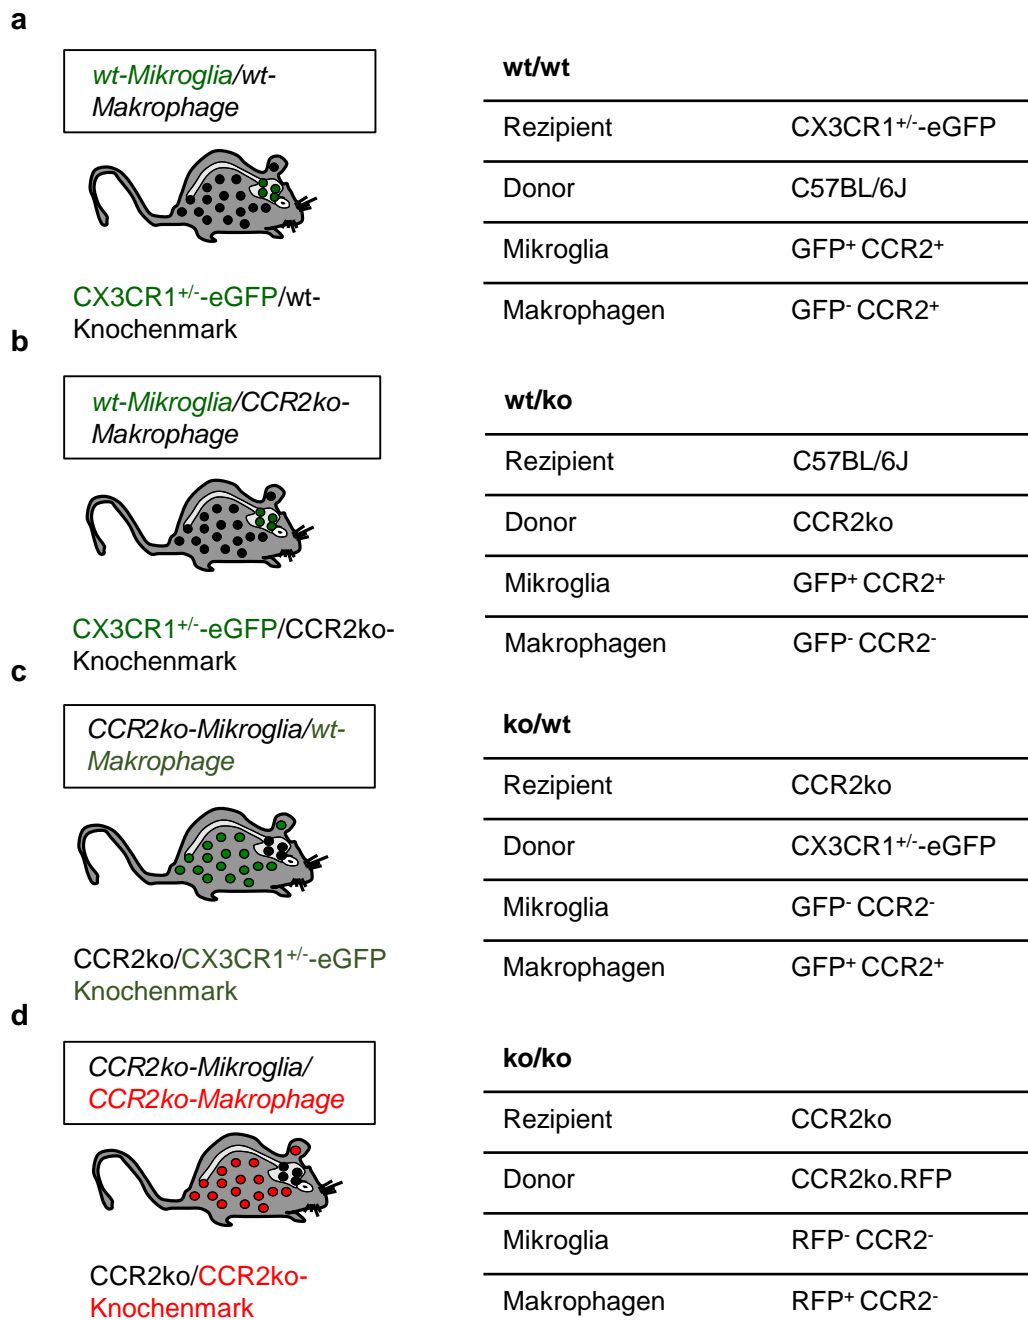 a
wt-Mikroglia/wt-
Makrophage
CX3CR1+/--eGFP/wt-
Knochenmark
wt/wt
Rezipient CX3CR1+/--eGFP
Donor C57BL/6J
Mikroglia GFP+ CCR2+
Makrophagen GFP- CCR2+
b
wt-Mikroglia/CCR2ko-
Makrophage
CX3CR1+/--eGFP/CCR2ko-
Knochenmark
wt/ko
Rezipient C57BL/6J
Donor CCR2ko
Mikroglia GFP+ CCR2+
Makrophagen GFP- CCR2-
c
CCR2ko-Mikroglia/wt-
Makrophage
CCR2ko/CX3CR1+/--eGFP
Knochenmark
ko/wt
Rezipient CCR2ko
Donor CX3CR1+/--eGFP
Mikroglia GFP- CCR2-
Makrophagen GFP+ CCR2+
d
CCR2ko-Mikroglia/
CCR2ko-Makrophage
CCR2ko/CCR2ko-
Knochenmark
ko/ko
Rezipient CCR2ko
Donor CCR2ko.RFP
Mikroglia RFP- CCR2-
Makrophagen RFP+ CCR2-